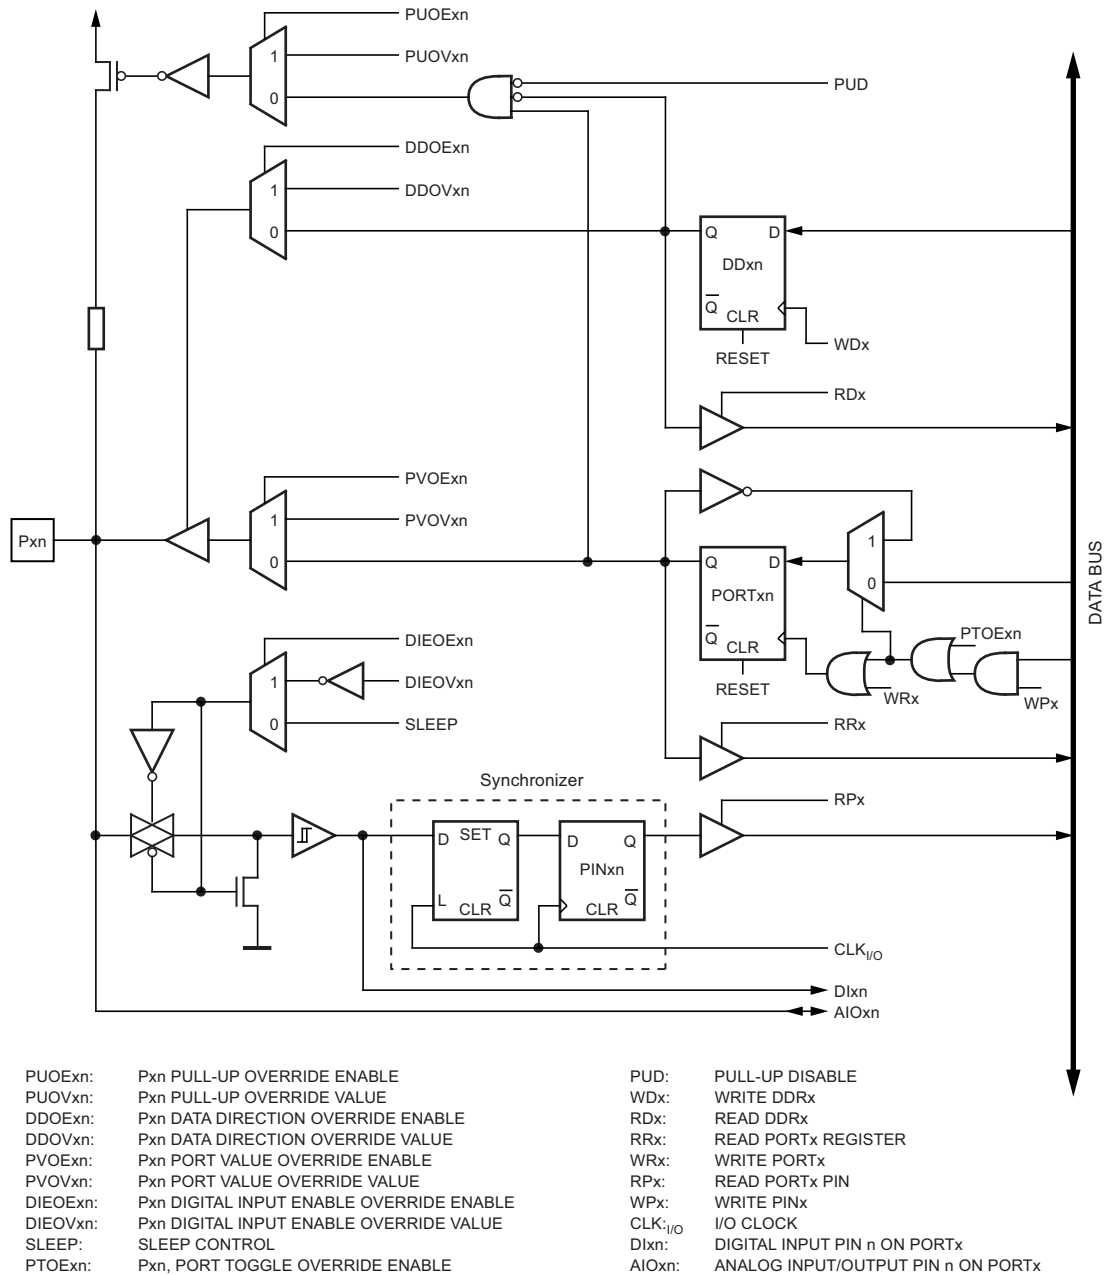 PUOExn
1
PUOVxn
0
PUD
DDOExn
1
DDOVxn
0
Q D
DDxn
Q
CLR
WDx
RESET
RDx
PVOExn
1
PVOVxn
Pxn
0
1
0
DATA BUS
Q D
PORTxn
Q
CLR
RESET
PTOExn
WRx
WPx
DIEOExn
1
DIEOVxn
0
SLEEP
RRx
Synchronizer
RPx
D SET Q
L CLR Q
D Q
PINxn
CLR Q
CLKI/O
DIxn
AIOxn
PUOExn: Pxn PULL-UP OVERRIDE ENABLE
PUOVxn: Pxn PULL-UP OVERRIDE VALUE
DDOExn: Pxn DATA DIRECTION OVERRIDE ENABLE
DDOVxn: Pxn DATA DIRECTION OVERRIDE VALUE
PVOExn: Pxn PORT VALUE OVERRIDE ENABLE
PVOVxn: Pxn PORT VALUE OVERRIDE VALUE
DIEOExn: Pxn DIGITAL INPUT ENABLE OVERRIDE ENABLE
DIEOVxn: Pxn DIGITAL INPUT ENABLE OVERRIDE VALUE
SLEEP: SLEEP CONTROL
PTOExn: Pxn, PORT TOGGLE OVERRIDE ENABLE
PUD: PULL-UP DISABLE
WDx: WRITE DDRx
RDx: READ DDRx
RRx: READ PORTx REGISTER
WRx: WRITE PORTx
RPx: READ PORTx PIN
WPx: WRITE PINx
CLK:I/O I/O CLOCK
DIxn: DIGITAL INPUT PIN n ON PORTx
AIOxn: ANALOG INPUT/OUTPUT PIN n ON PORTx